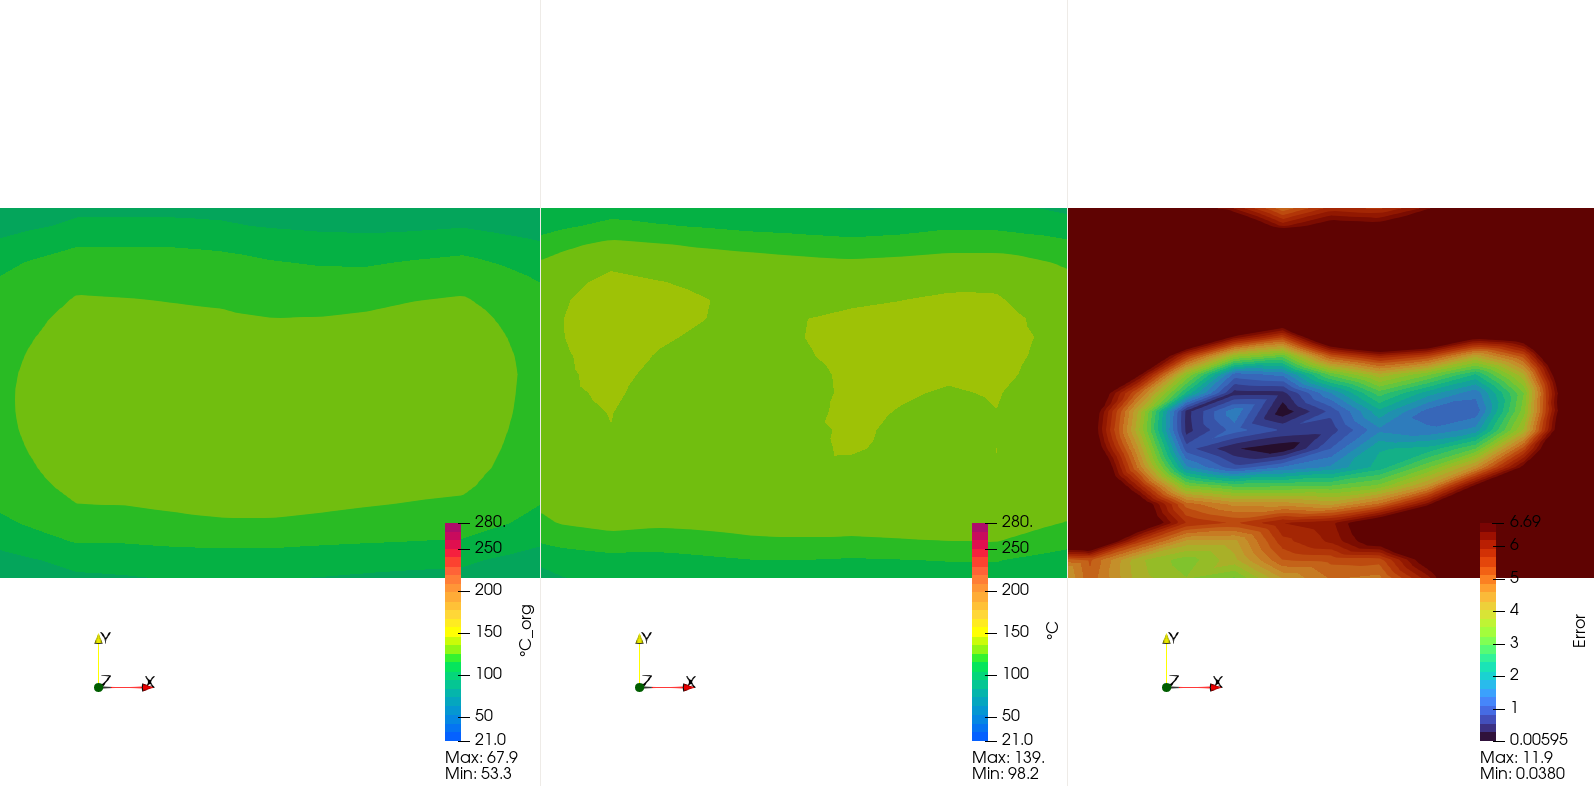 280.
250
200
150
100
50
21.0
°C_org
Max: 67.9
Min: 53.3
Y
Z
X
280.
250
200
150
100
50
21.0
°C
Max: 139.
Min: 98.2
Y
Z
X
6.69
6
5
4
3
2
1
0.00595
Error
Max: 11.9
Min: 0.0380
Y
Z
X